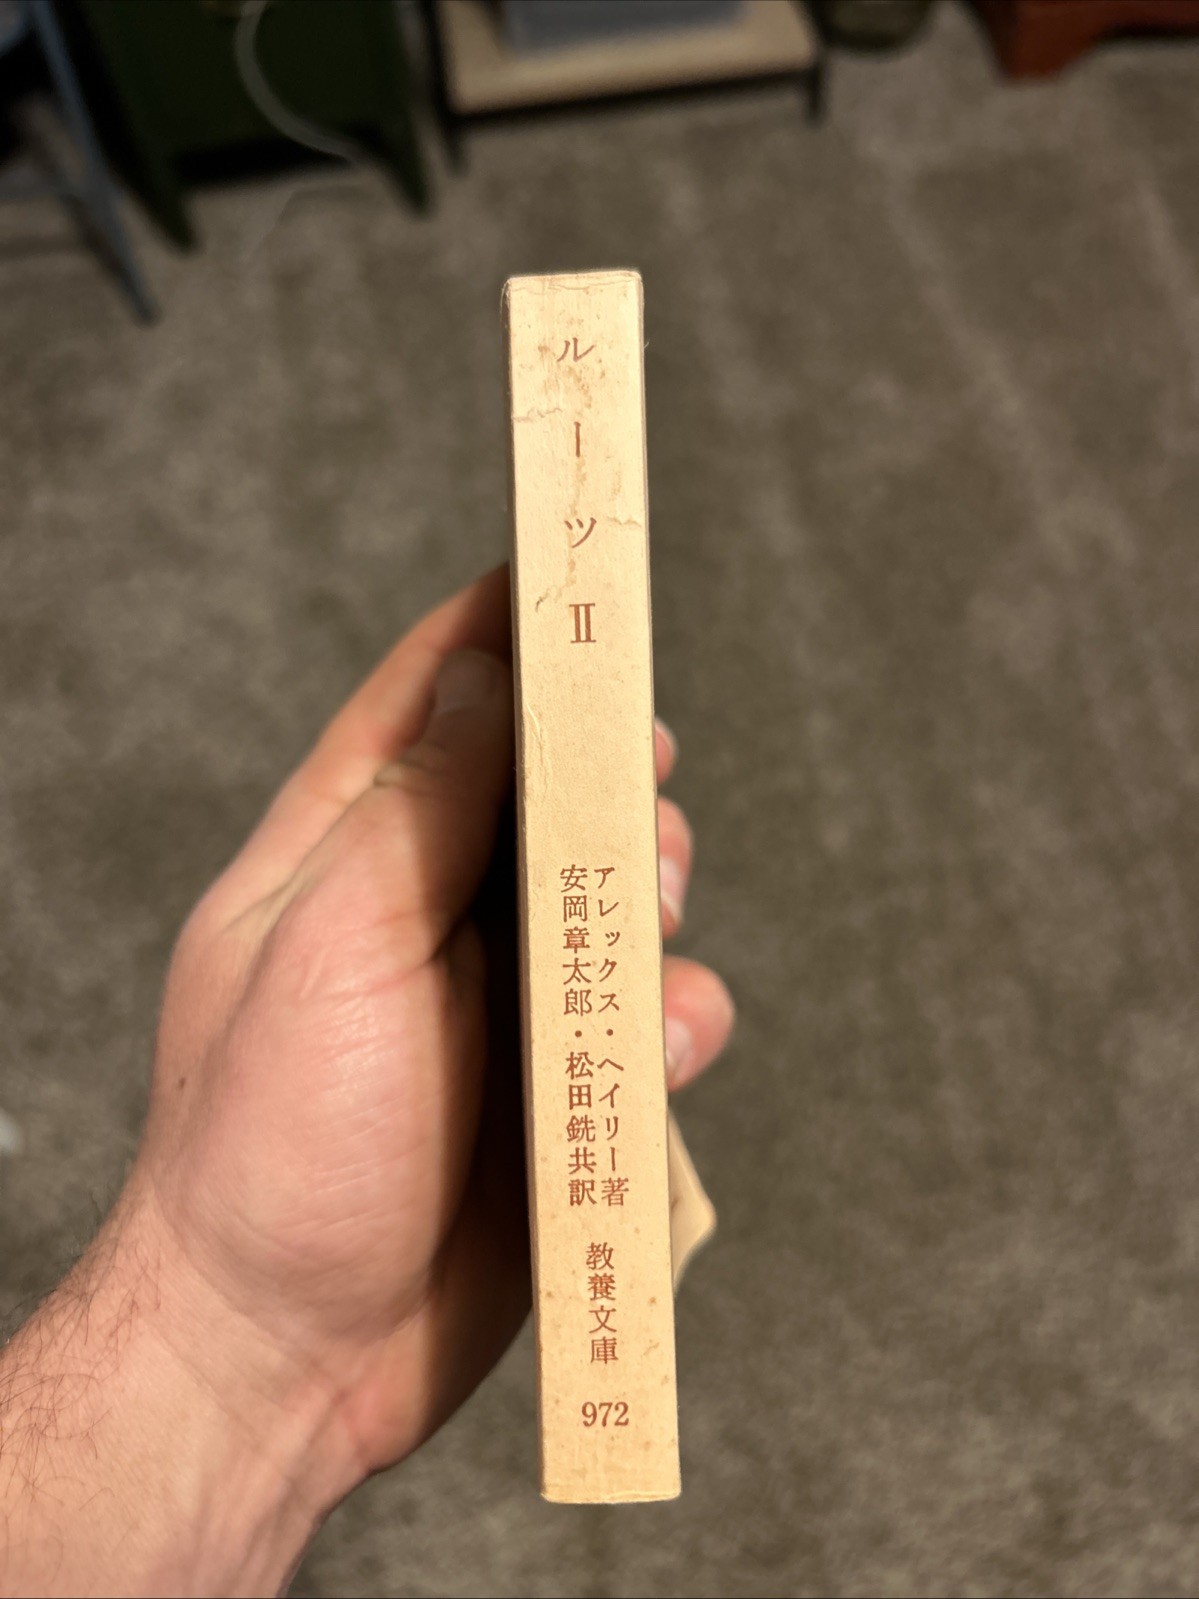 ルーツ Ⅱ
アレックス・ヘイリー著
安岡章太郎・松田銑共訳
教養文庫
972